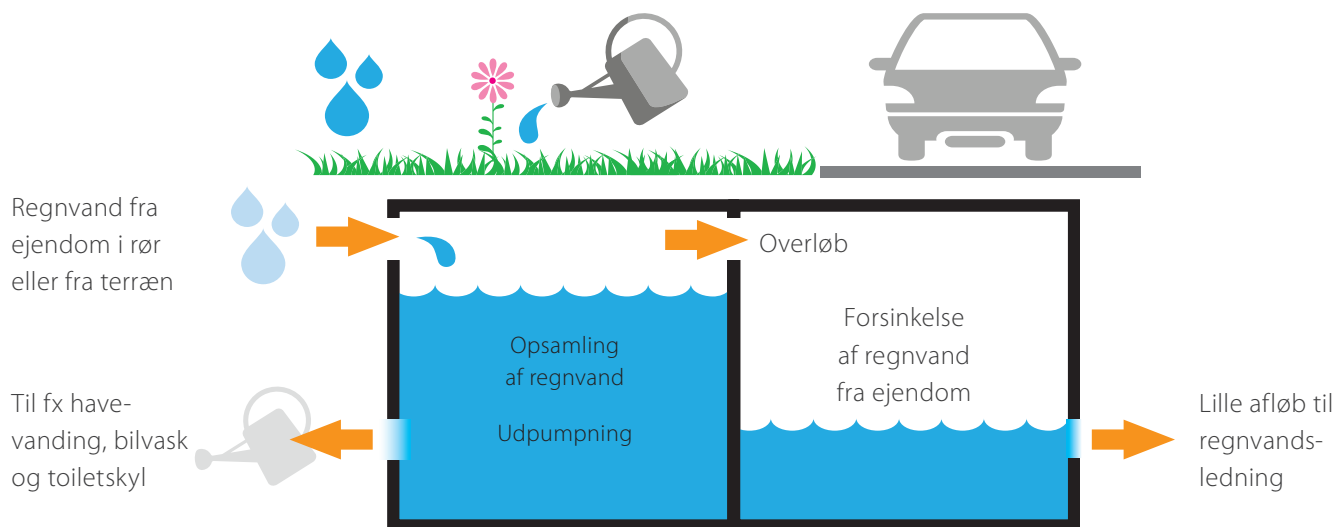 Regnvand fra
ejendom i rør
eller fra terræn
Overløb
Opsamling
af regnvand
Udpumpning
Forsinkelse
af regnvand
fra ejendom
Til fx have-
vanding, bilvask
og toiletskyl
Lille afløb til
regnvands-
ledning